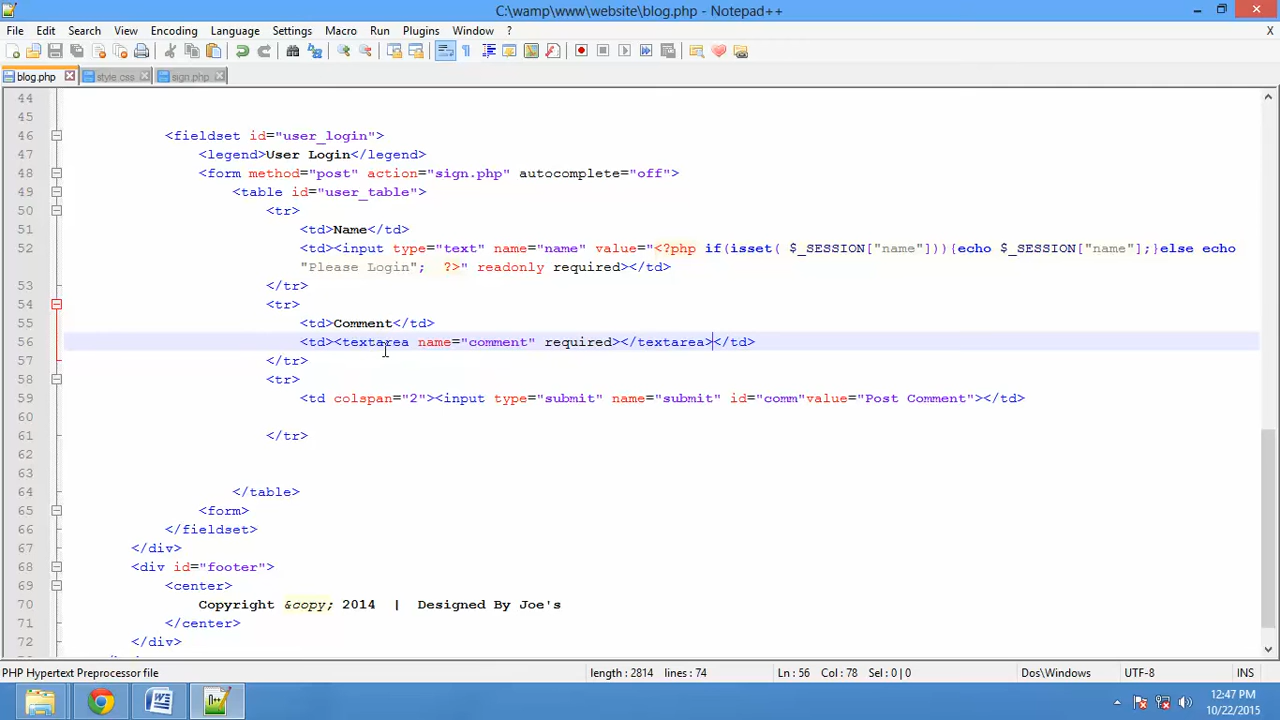 C:\wamp\www\website\blog.php - Notepad++
File Edit Search View Encoding Language Settings Macro Run Plugins Window ? X
blog.php style css sign.php
44
45
46 <fieldset id="user_login">
47 <legend>User Login</legend>
48 <form method="post" action="sign.php" autocomplete="off">
49 <table id="user_table">
50 <tr>
51 <td>Name</td>
52 <td><input type="text" name="name" value="<?php if(isset( $_SESSION["name"])){echo $_SESSION["name"];}else echo
"Please Login"; ?>" readonly required></td>
53 </tr>
54 <tr>
55 <td>Comment</td>
56 <td><textarea name="comment" required></textarea></td>
57 </tr>
58 <tr>
59 <td colspan="2"><input type="submit" name="submit" id="comm"value="Post Comment"></td>
60
61 </tr>
62
63
64 </table>
65 <form>
66 </fieldset>
67 </div>
68 <div id="footer">
69 <center>
70 Copyright &copy; 2014 | Designed By Joe's
71 </center>
72 </div>
PHP Hypertext Preprocessor file length : 2814 lines : 74 Ln : 56 Col : 78 Sel : 0 | 0 Dos\Windows UTF-8 INS
12:47 PM
10/22/2015